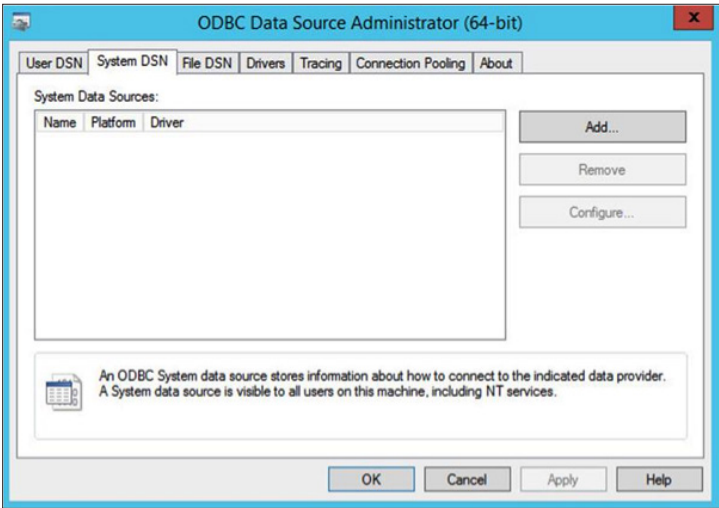 ODBC Data Source Administrator (64-bit)
x
User DSN System DSN File DSN Drivers Tracing Connection Pooling About
System Data Sources:
Name Platform Driver
Add...
Remove
Configure...
An ODBC System data source stores information about how to connect to the indicated data provider.
A System data source is visible to all users on this machine, including NT services.
OK Cancel Apply Help